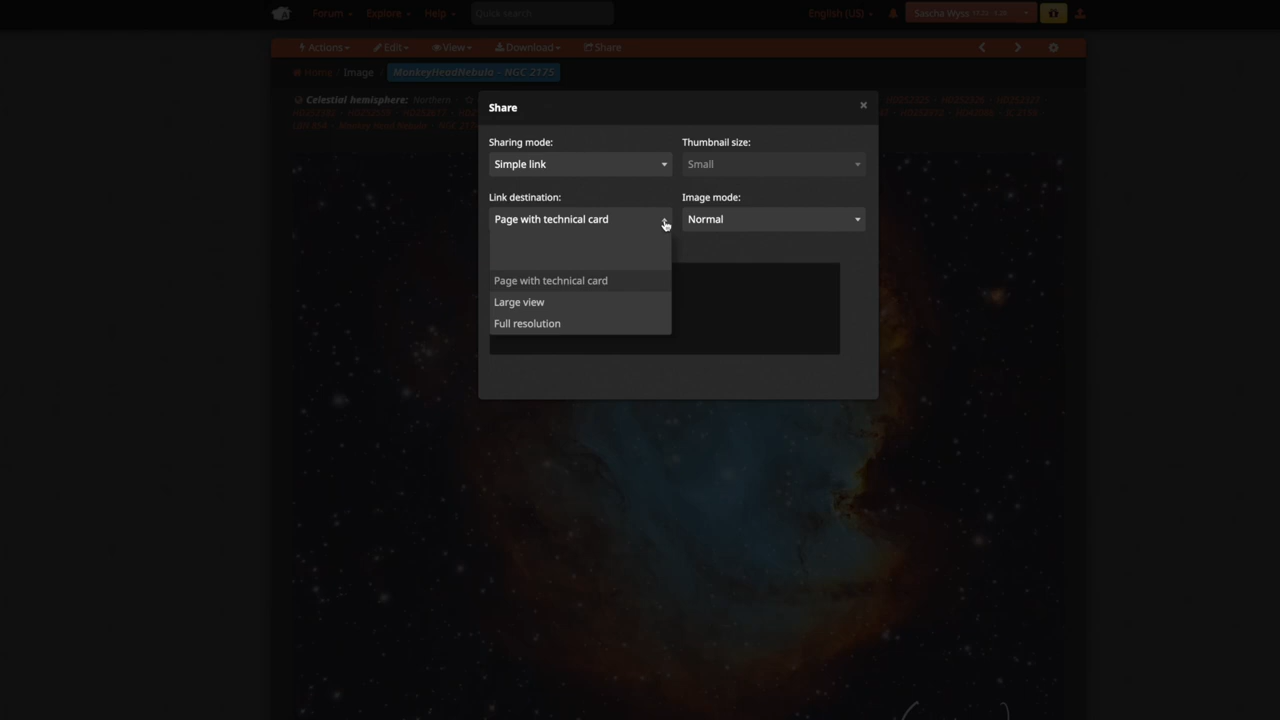 Forum Explore Help Quick search English (US) Sascha Wyss
Actions Edit View Download Share
Home / Image / MonkeyHeadNebula - NGC 2175
Celestial hemisphere: Northern
Share ×
Sharing mode: Thumbnail size:
Simple link Small
Link destination: Image mode:
Page with technical card Normal
Page with technical card
Large view
Full resolution